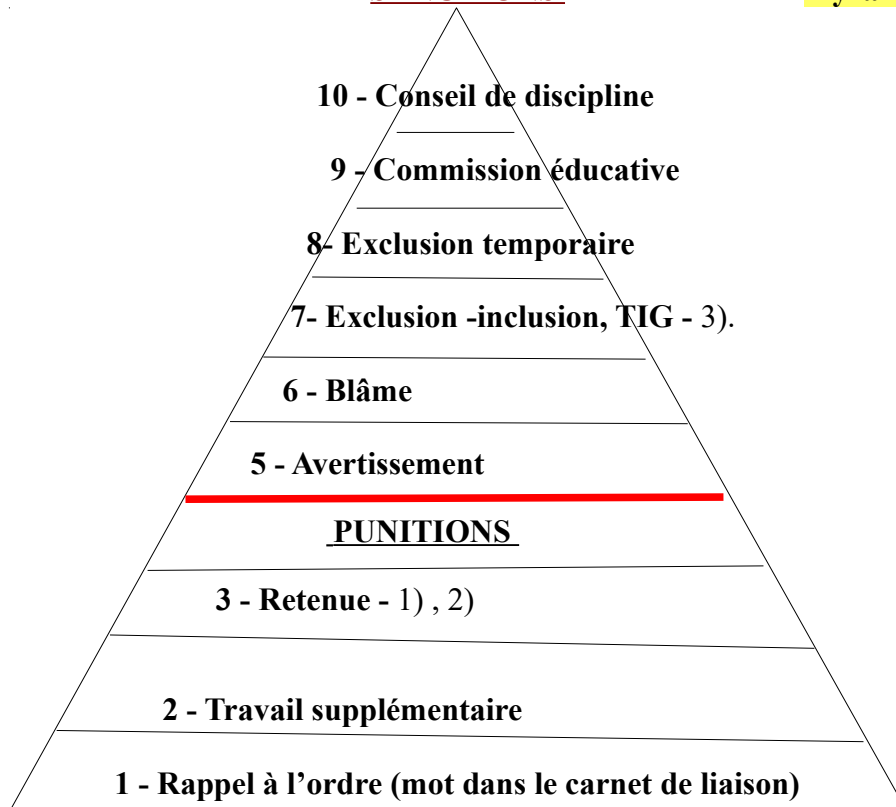 10 - Conseil de discipline
9 - Commission éducative
8- Exclusion temporaire
7- Exclusion -inclusion, TIG - 3).
6 - Blâme
5 - Avertissement
PUNITIONS
3 - Retenue - 1) , 2)
2 - Travail supplémentaire
1 - Rappel à l’ordre (mot dans le carnet de liaison)